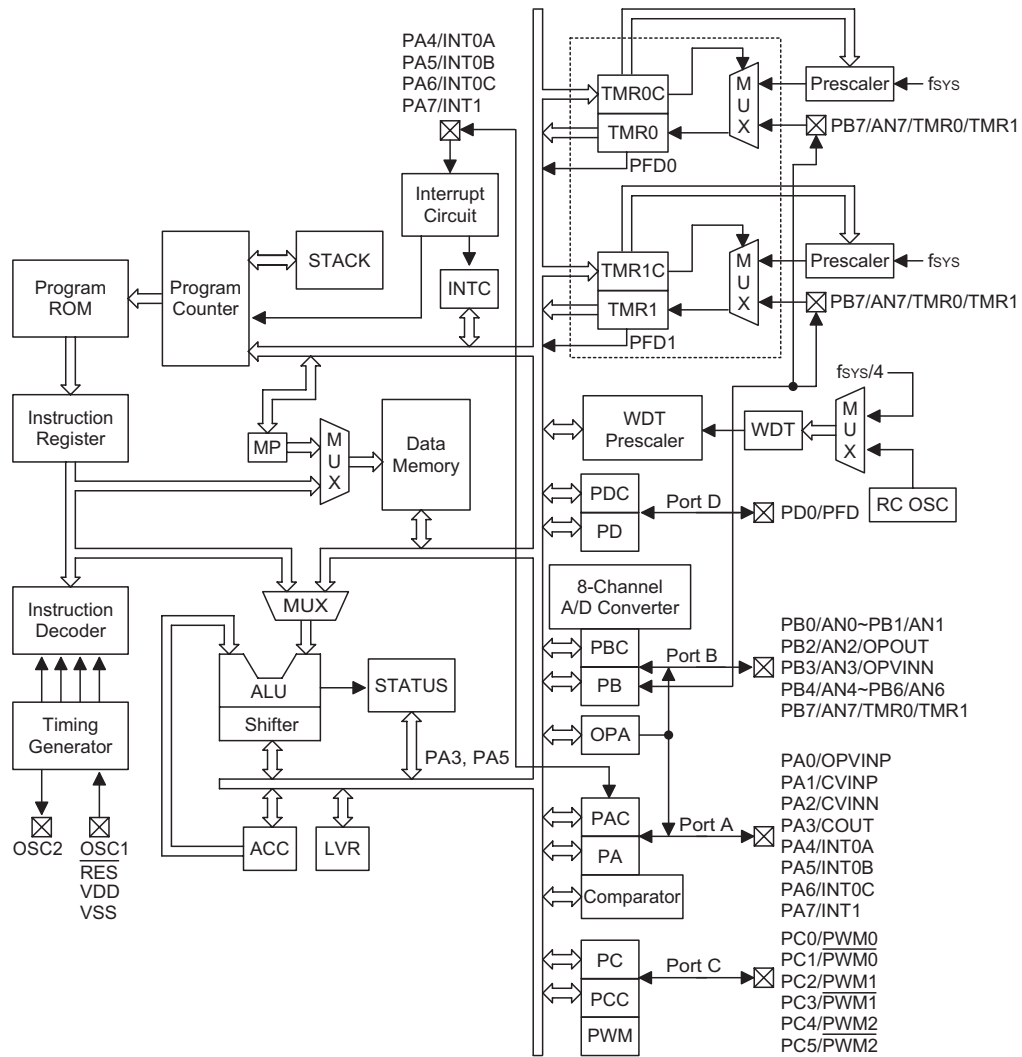 PA4/INT0A
PA5/INT0B
PA6/INT0C
PA7/INT1
Interrupt
Circuit
INTC
STACK
Program
Counter
Program
ROM
Instruction
Register
MP
MUX
Data
Memory
Instruction
Decoder
MUX
ALU
Shifter
STATUS
Timing
Generator
OSC2
OSC1
RES
VDD
VSS
ACC
LVR
PA3, PA5
TMR0C
TMR0
PFD0
MUX
Prescaler
fSYS
PB7/AN7/TMR0/TMR1
TMR1C
TMR1
PFD1
MUX
Prescaler
fSYS
PB7/AN7/TMR0/TMR1
WDT
Prescaler
WDT
MUX
fSYS/4
RC OSC
PDC
PD
Port D
PD0/PFD
8-Channel
A/D Converter
PBC
PB
Port B
PB0/AN0~PB1/AN1
PB2/AN2/OPOUT
PB3/AN3/OPVINN
PB4/AN4~PB6/AN6
PB7/AN7/TMR0/TMR1
OPA
PAC
PA
Comparator
Port A
PA0/OPVINP
PA1/CVINP
PA2/CVINN
PA3/COUT
PA4/INT0A
PA5/INT0B
PA6/INT0C
PA7/INT1
PC
PCC
PWM
Port C
PC0/PWM0
PC1/PWM0
PC2/PWM1
PC3/PWM1
PC4/PWM2
PC5/PWM2